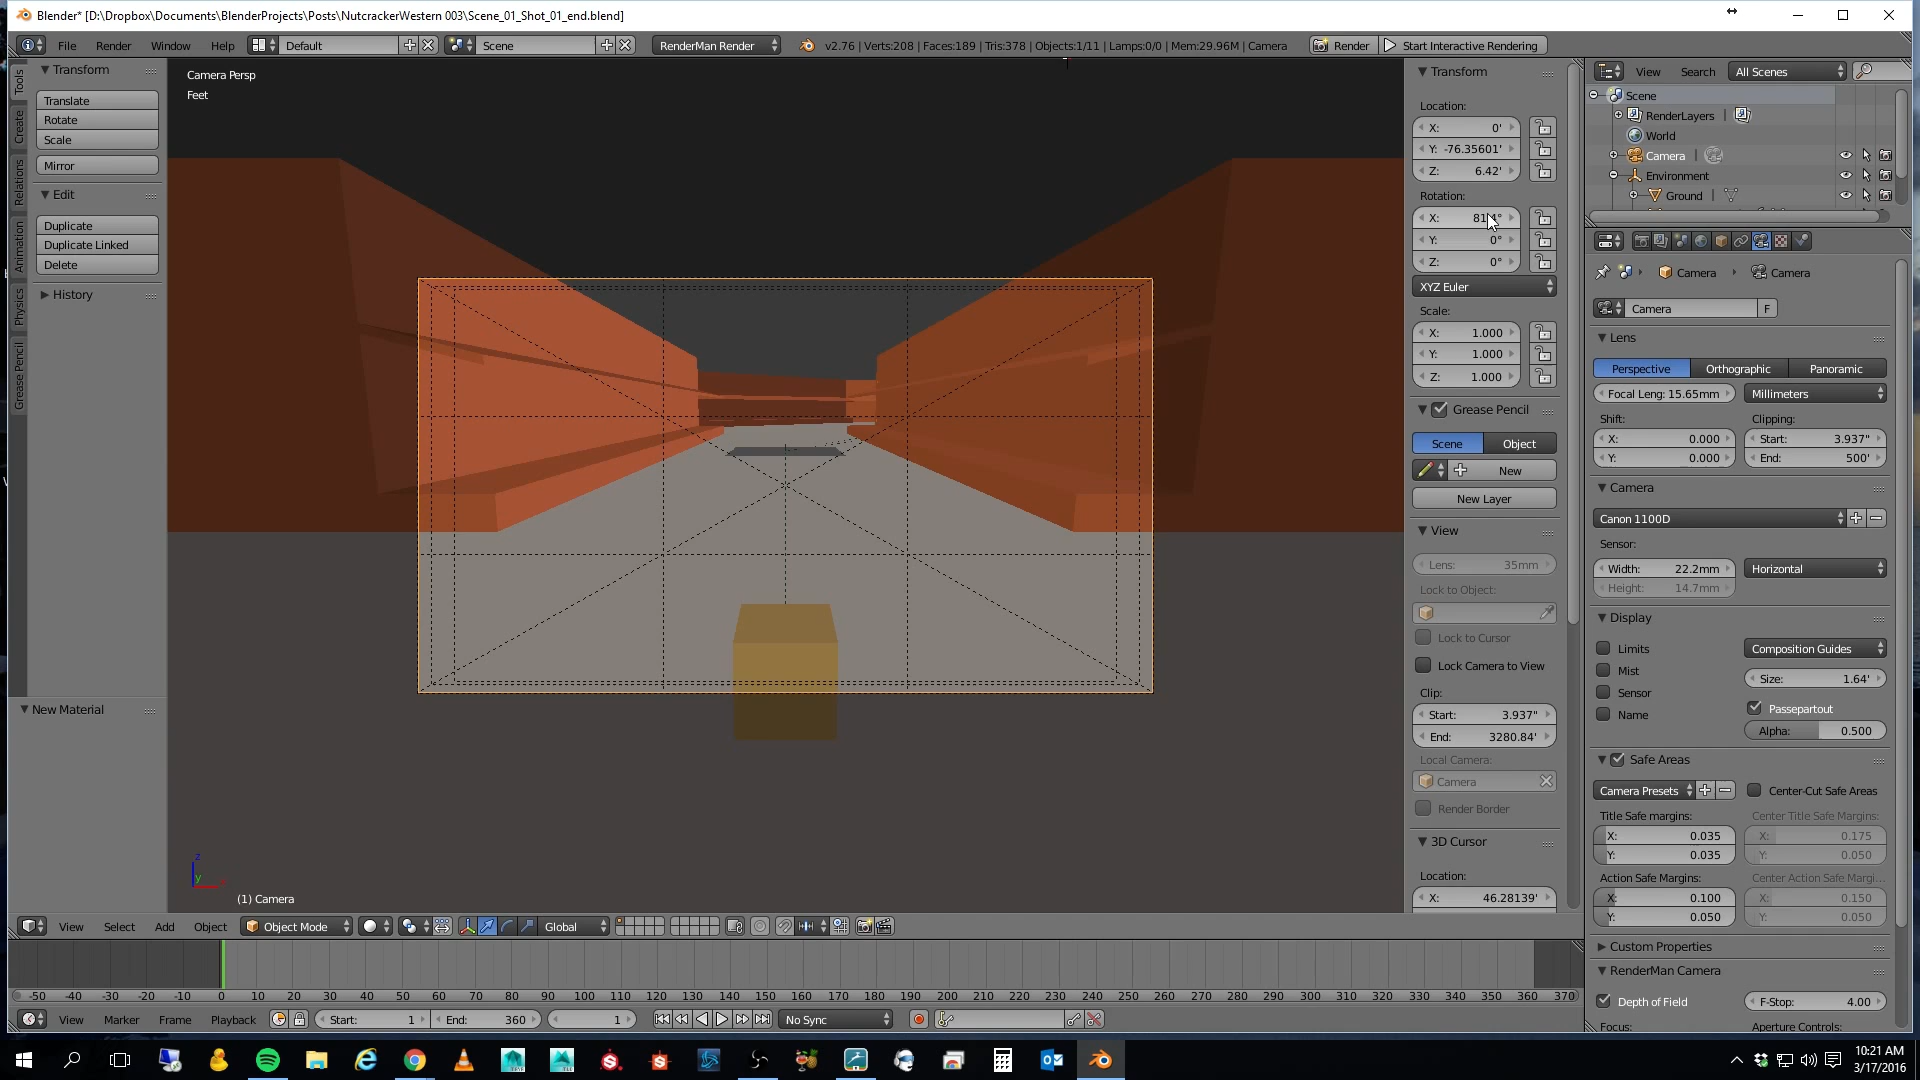 Blender* [D:\Dropbox\Documents\BlenderProjects\Posts\NutcrackerWestern 003\Scene_01_Shot_01_end.blend]
File Render Window Help Default Scene RenderMan Render v2.76 | Verts:208 | Faces:189 | Tris:378 | Objects:1/11 | Lamps:0/0 | Mem:29.96M | Camera Render Start Interactive Rendering
Tools
Create
Relations
Animation
Physics
Grease Pencil
Transform
Translate
Rotate
Scale
Mirror
Edit
Duplicate
Duplicate Linked
Delete
History
New Material
Camera Persp
Feet
z
y
(1) Camera
Transform
Location:
X: 0'
Y: -76.35601'
Z: 6.42'
Rotation:
X:
Y: 0°
Z: 0°
XYZ Euler
Scale:
X: 1.000
Y: 1.000
Z: 1.000
Grease Pencil
Scene Object
New
New Layer
View
Lens: 35mm
Lock to Object:
Lock to Cursor
Lock Camera to View
Clip:
Start: 3.937"
End: 3280.84'
Local Camera:
Camera
Render Border
3D Cursor
Location:
X: 46.28139'
View Search All Scenes
Scene
RenderLayers |
World
Camera |
Environment
Ground |
Camera Camera
Camera F
Lens
Perspective Orthographic Panoramic
Focal Len: 15.65mm Millimeters
Shift: Clipping:
X: 0.000 Start: 3.937"
Y: 0.000 End: 500'
Camera
Canon 1100D
Sensor:
Width: 22.2mm Horizontal
Height: 14.7mm
Display
Limits Composition Guides
Mist Size: 1.64'
Sensor Passepartout
Name Alpha: 0.500
Safe Areas
Camera Presets Center-Cut Safe Areas
Title Safe margins: Center Title Safe Margins:
X: 0.035 X: 0.175
Y: 0.035 Y: 0.050
Action Safe Margins: Center Action Safe Margi...
X: 0.100 X: 0.150
Y: 0.050 Y: 0.050
Custom Properties
RenderMan Camera
Depth of Field F-Stop: 4.00
Focus: Aperture Controls:
View Select Add Object Object Mode Global
-50 -40 -30 -20 -10 0 10 20 30 40 50 60 70 80 90 100 110 120 130 140 150 160 170 180 190 200 210 220 230 240 250 260 270 280 290 300 310 320 330 340 350 360 370
View Marker Frame Playback Start: 1 End: 360 1 No Sync
10:21 AM
3/17/2016